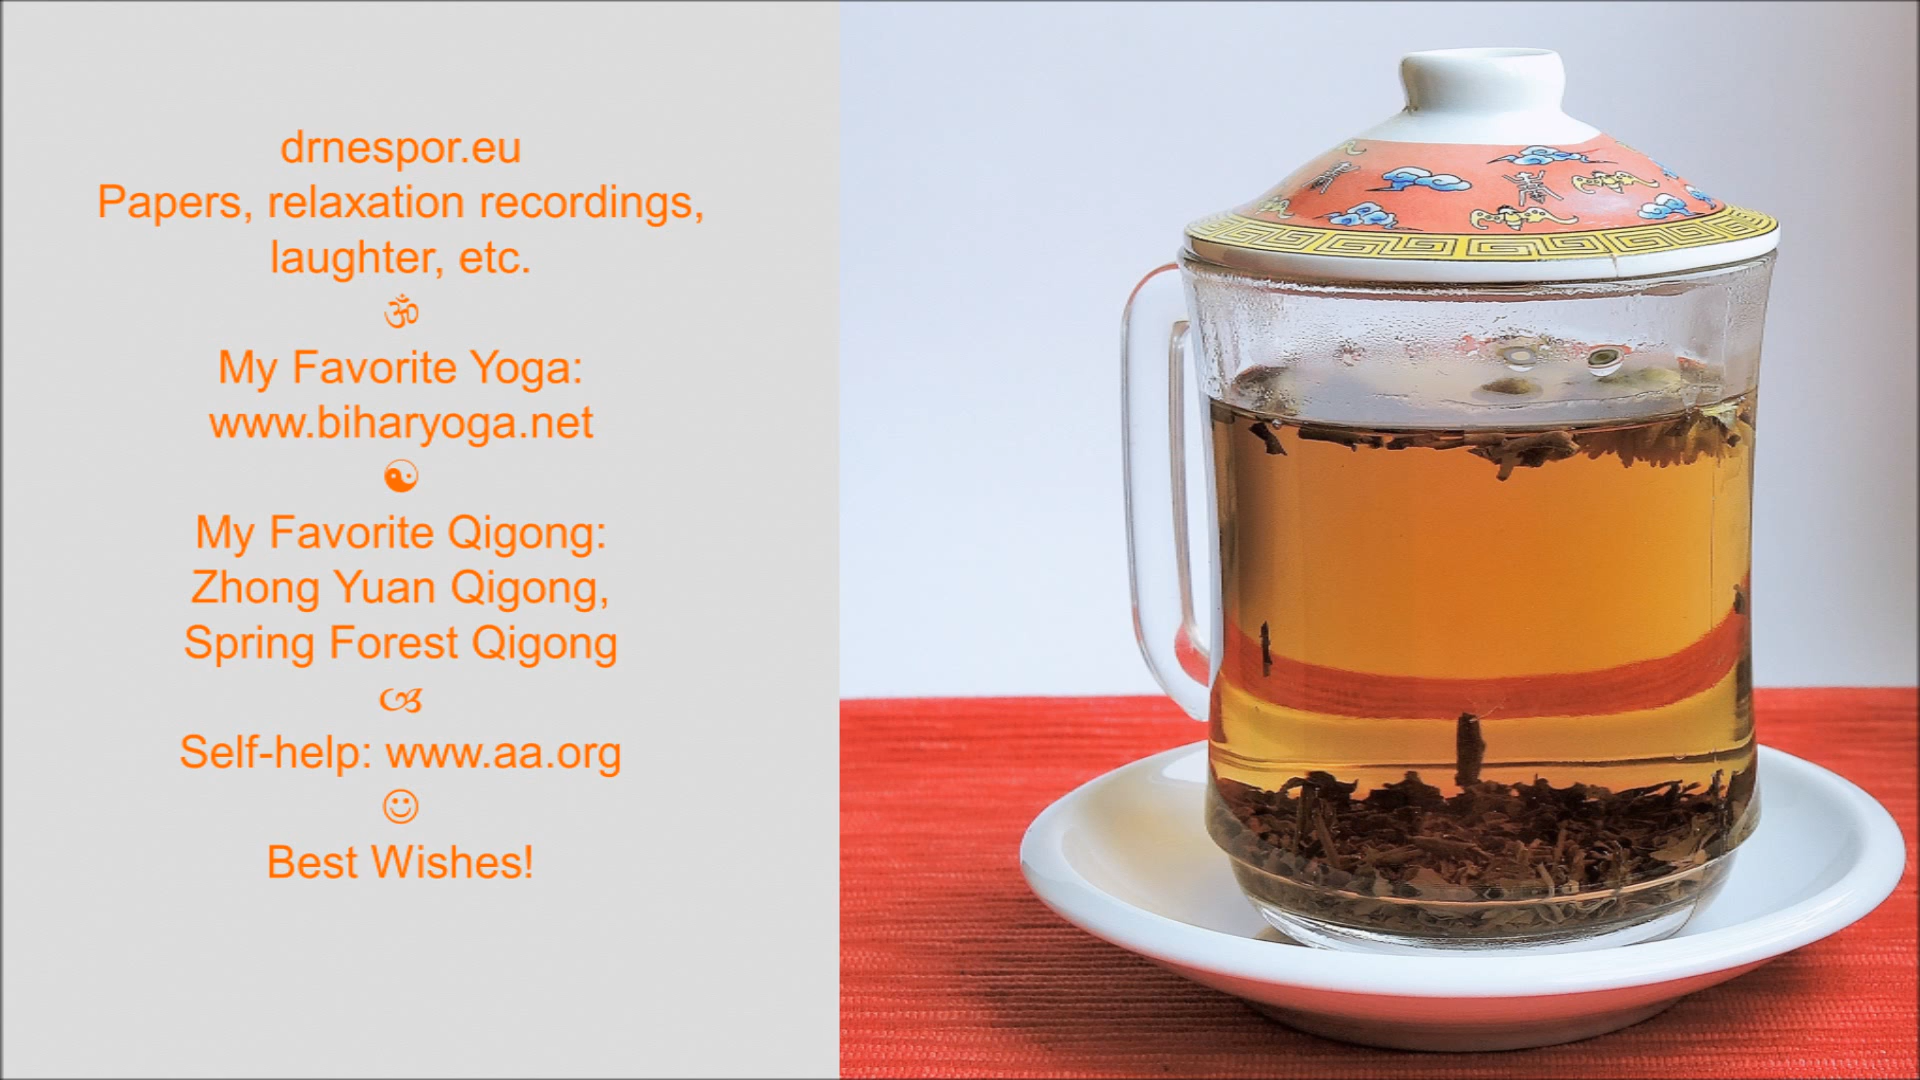 drnespor.eu
Papers, relaxation recordings,
laughter, etc.
ॐ
My Favorite Yoga:
www.biharyoga.net
☯
My Favorite Qigong:
Zhong Yuan Qigong,
Spring Forest Qigong
Self-help: www.aa.org
☺
Best Wishes!